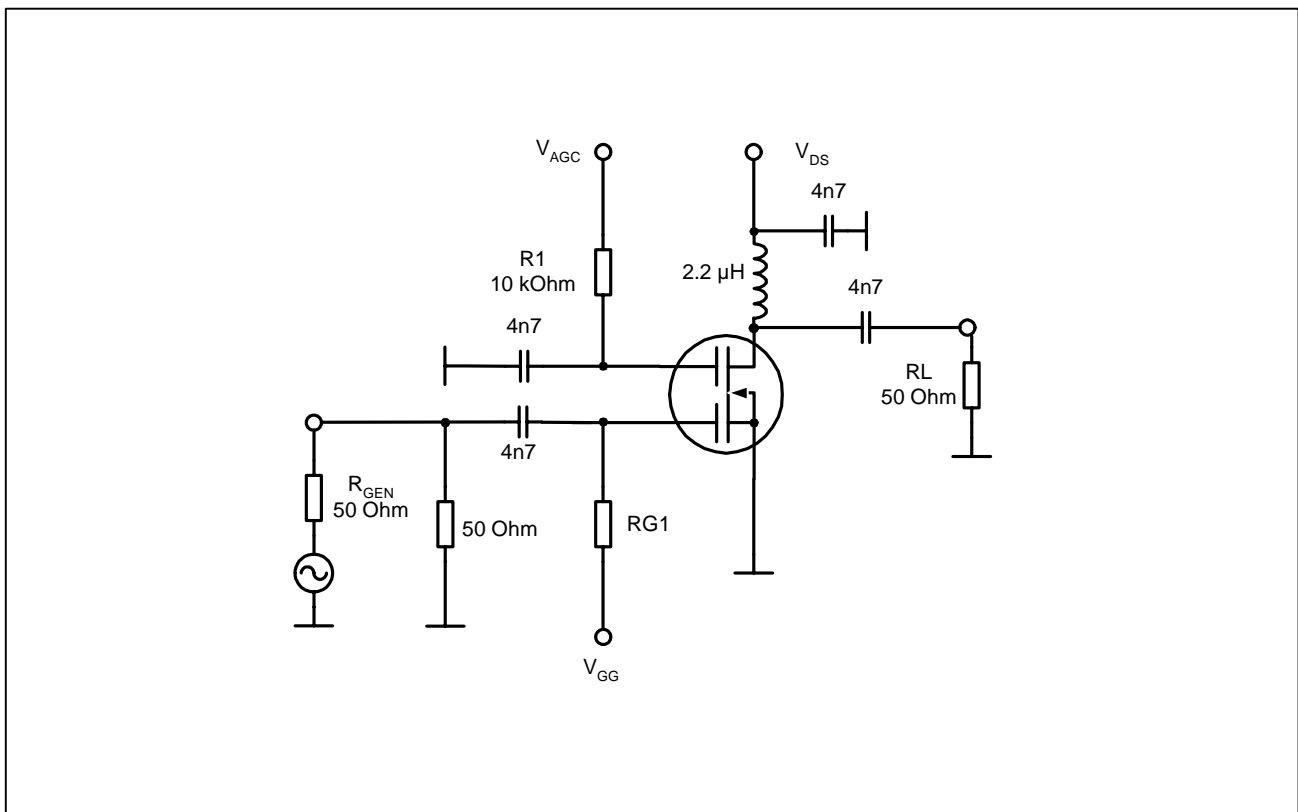 V_AGC
V_DS
4n7
R1
10 kOhm
2.2 µH
4n7
4n7
RL
50 Ohm
4n7
R_GEN
50 Ohm
50 Ohm
RG1
V_GG